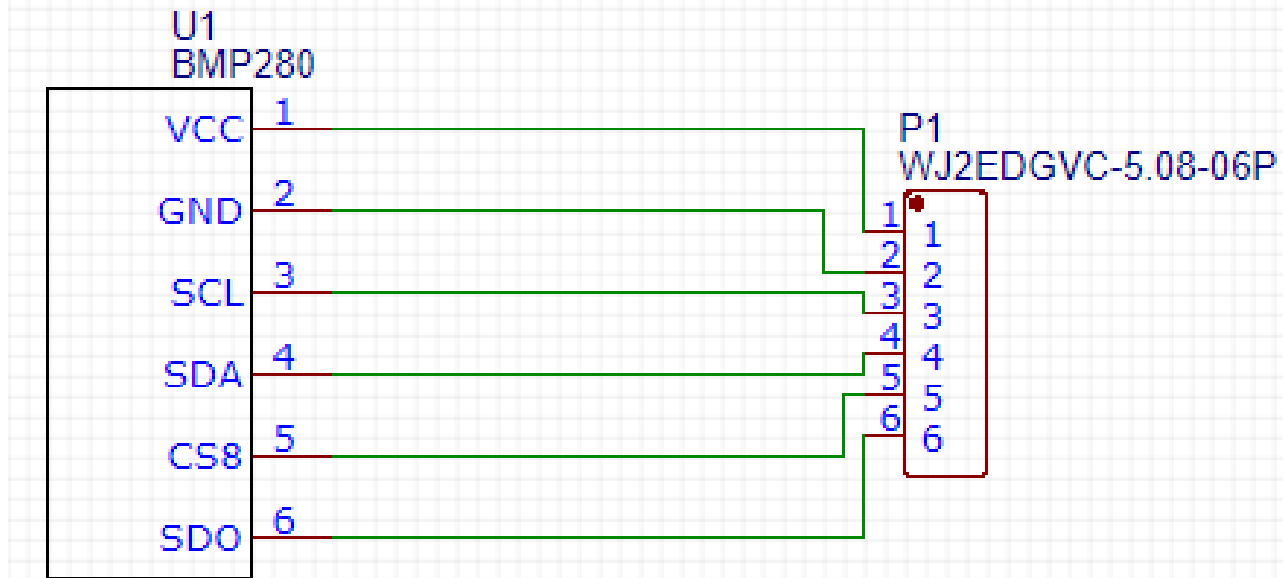 U1
BMP280
VCC 1
GND 2
SCL 3
SDA 4
CS8 5
SDO 6
P1
WJ2EDGVC-5.08-06P
1 1
2 2
3 3
4 4
5 5
6 6